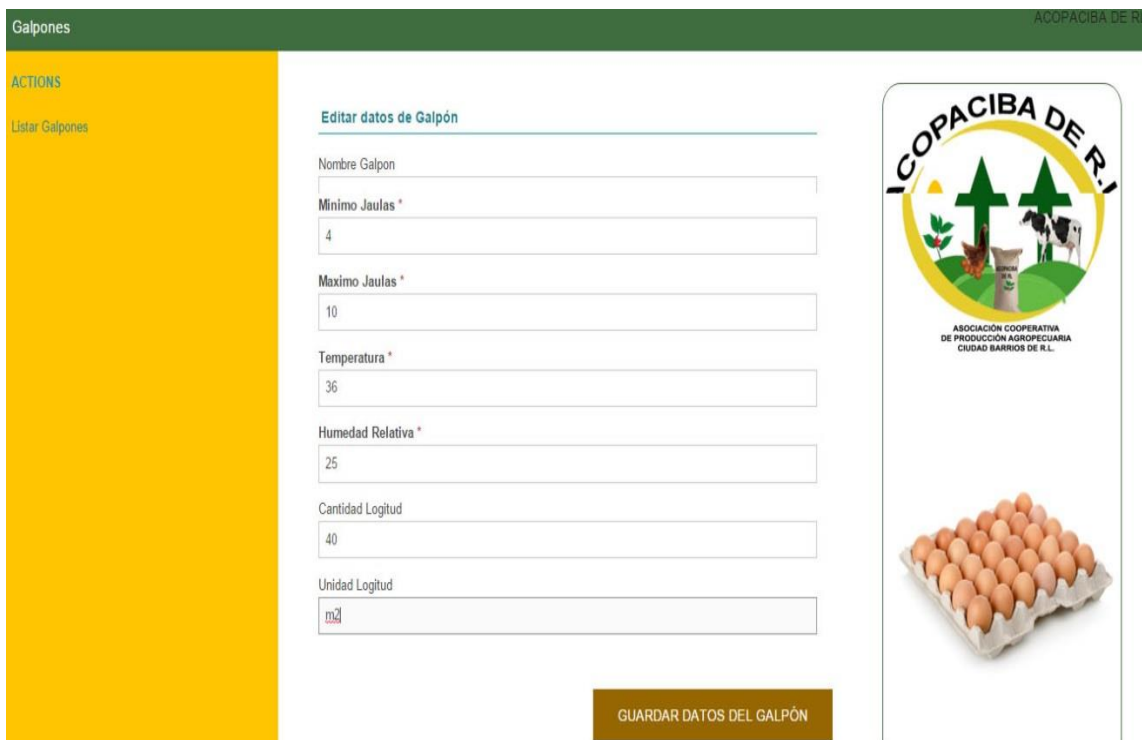 Galpones
ACOPACIBA DE R
ACTIONS
Listar Galpones
Editar datos de Galpón
Nombre Galpon
Minimo Jaulas *
4
Maximo Jaulas *
10
Temperatura *
36
Humedad Relativa *
25
Cantidad Logitud
40
Unidad Logitud
m2
GUARDAR DATOS DEL GALPÓN
ACOPACIBA DE R.I
ACOPACIBA
DE R.
ASOCIACIÓN COOPERATIVA
DE PRODUCCIÓN AGROPECUARIA
CIUDAD BARRIOS DE R.L.